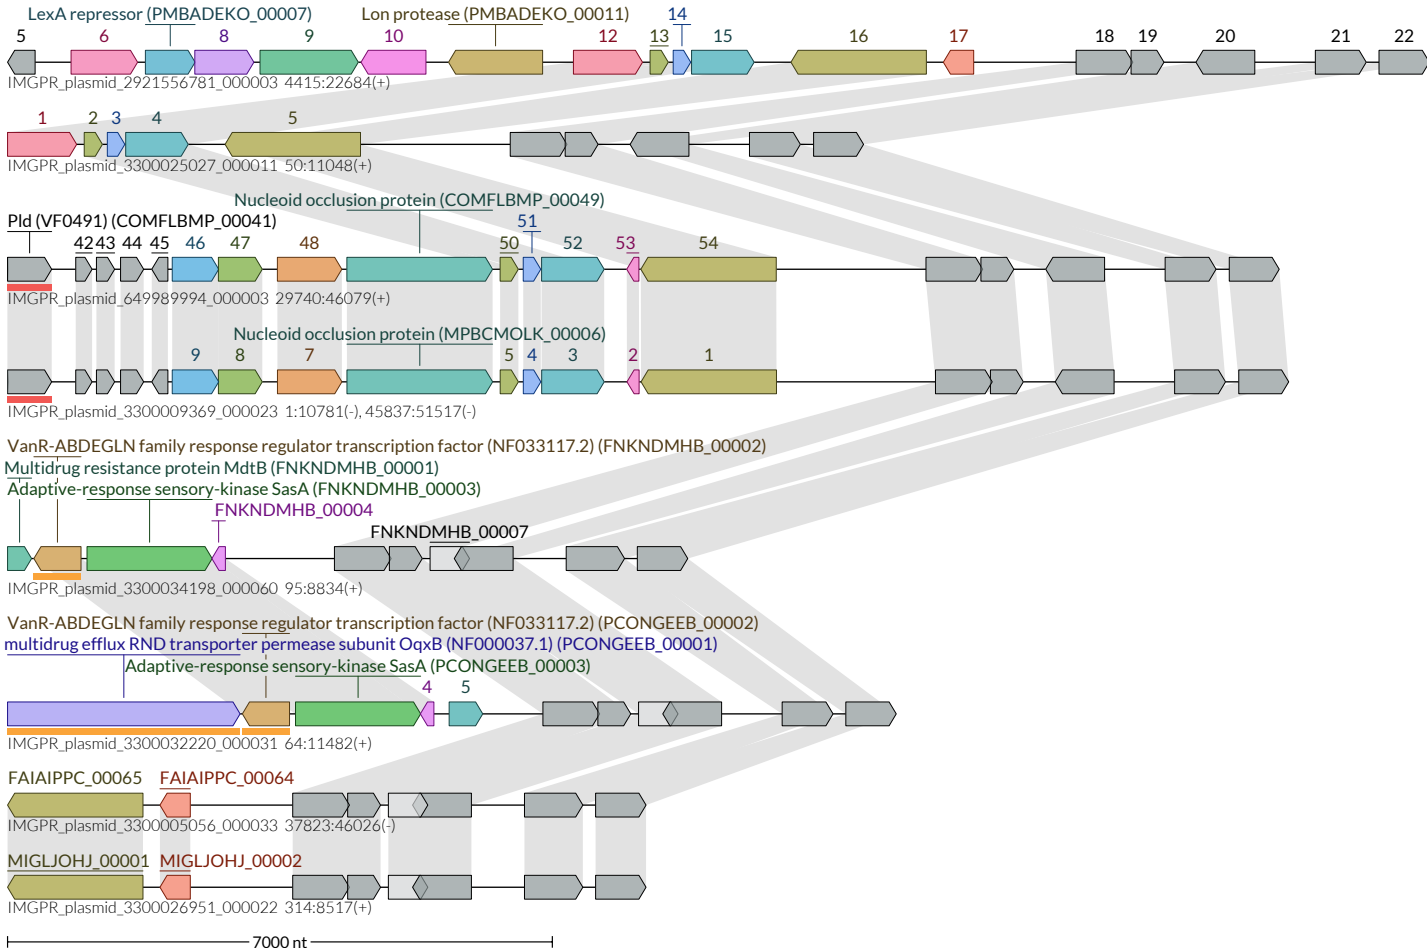 LexA repressor (PMBADEKO_00007) Lon protease (PMBADEKO_00011) 14
5 6 8 9 10 12 13 15 16 17 18 19 20 21 22
IMGPR_plasmid_2921556781_000003 4415:22684(+)
1 2 3 4 5
IMGPR_plasmid_3300025027_000011 50:11048(+)
Nucleoid occlusion protein (COMFLBMP_00049)
Pld (VF0491) (COMFLBMP_00041) 51
42 43 44 45 46 47 48 50 52 53 54
IMGPR_plasmid_649989994_000003 29740:46079(+)
Nucleoid occlusion protein (MPBCMOLK_00006)
9 8 7 5 4 3 2 1
IMGPR_plasmid_3300009369_000023 1:10781(-), 45837:51517(-)
VanR-ABDEGLN family response regulator transcription factor (NF033117.2) (FNKNDMHB_00002)
Multidrug resistance protein MdtB (FNKNDMHB_00001)
Adaptive-response sensory-kinase SasA (FNKNDMHB_00003)
FNKNDMHB_00004
FNKNDMHB_00007
IMGPR_plasmid_3300034198_000060 95:8834(+)
VanR-ABDEGLN family response regulator transcription factor (NF033117.2) (PCONGEEB_00002)
multidrug efflux RND transporter permease subunit OqxB (NF000037.1) (PCONGEEB_00001)
Adaptive-response sensory-kinase SasA (PCONGEEB_00003)
4 5
IMGPR_plasmid_3300032220_000031 64:11482(+)
FAIAIPPC_00065 FAIAIPPC_00064
IMGPR_plasmid_3300005056_000033 37823:46026(-)
MIGLJOHJ_00001 MIGLJOHJ_00002
IMGPR_plasmid_3300026951_000022 314:8517(+)
7000 nt